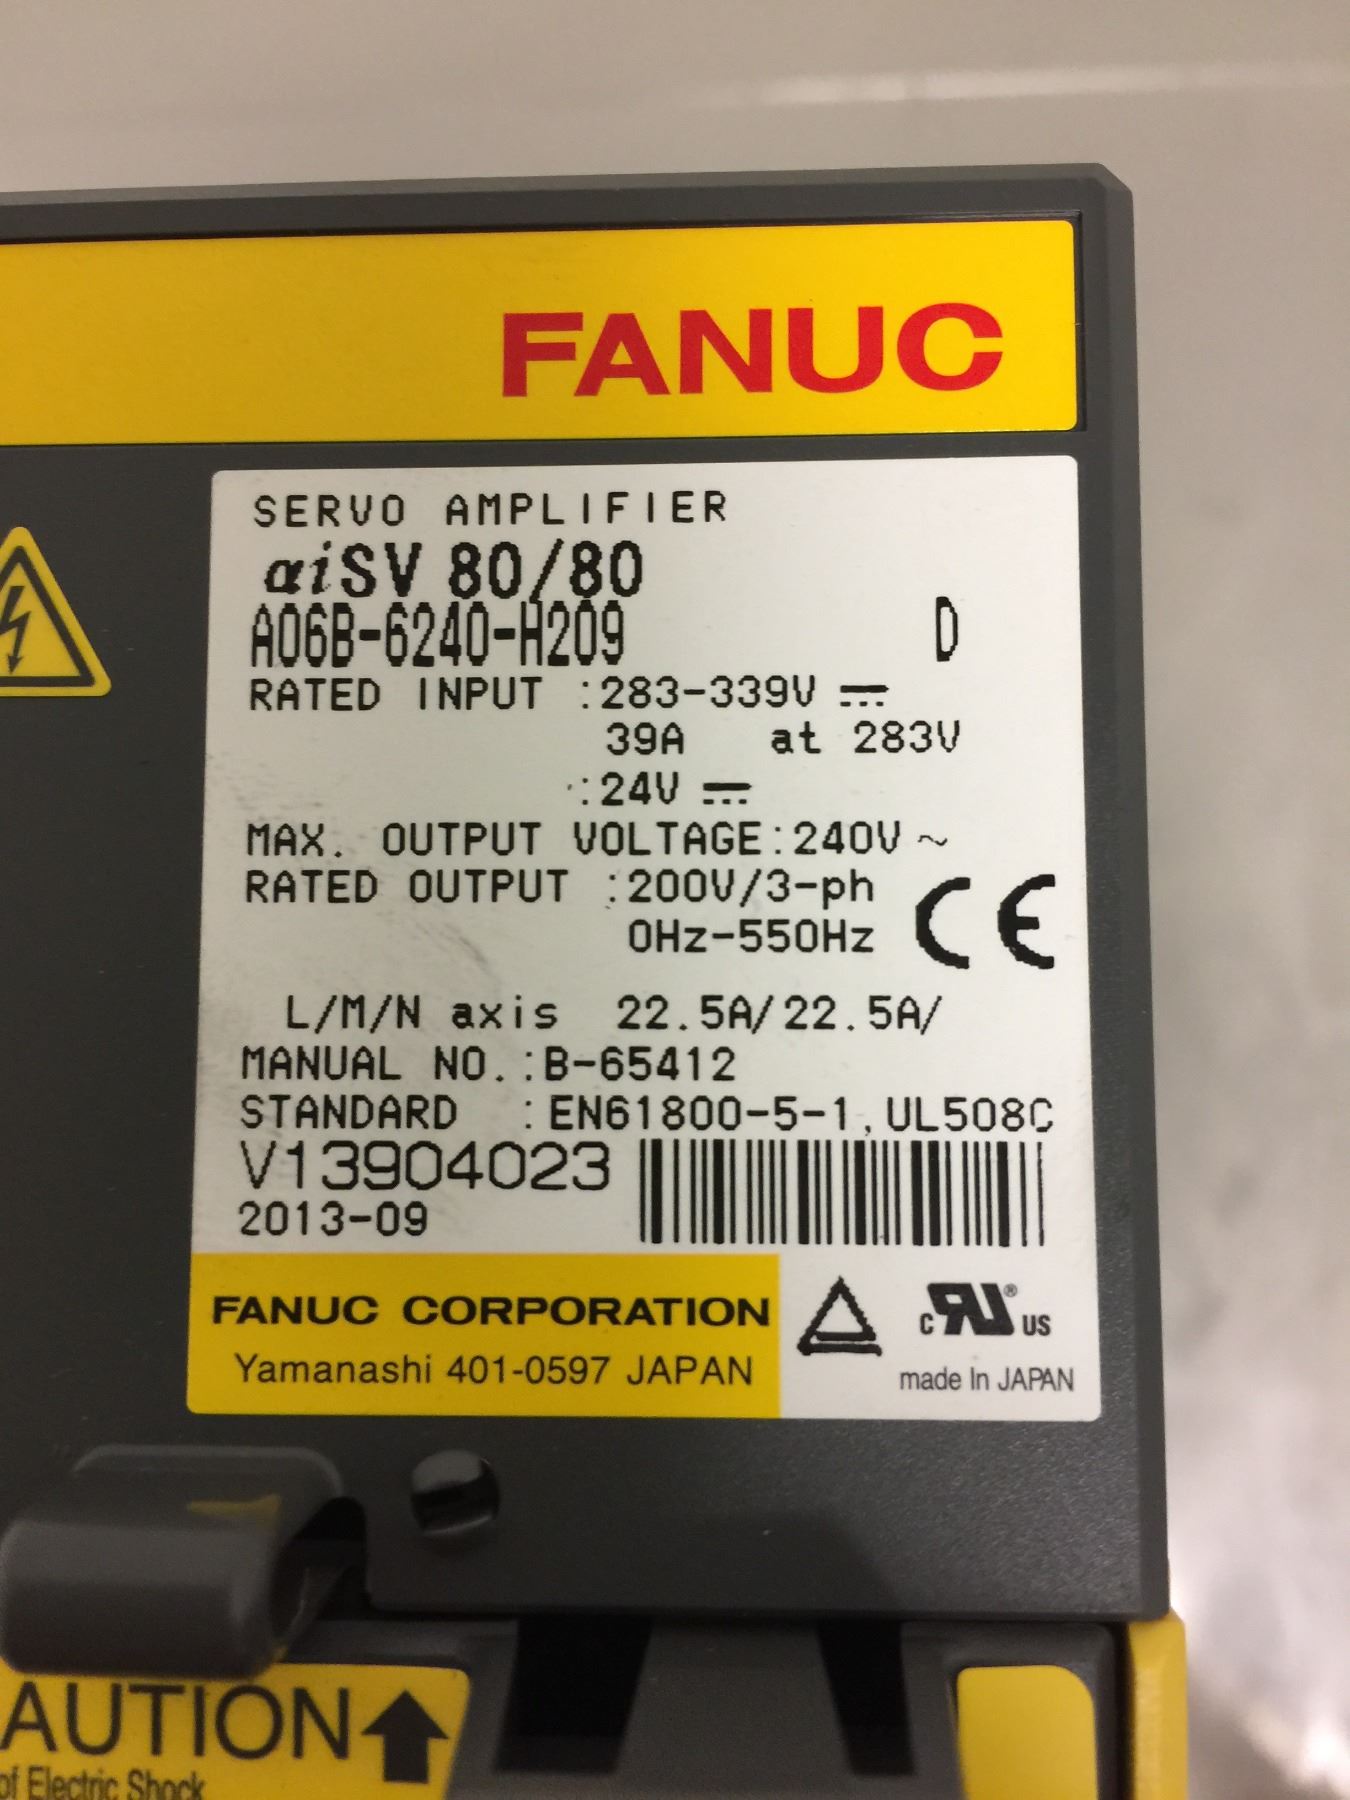 FANUC
SERVO AMPLIFIER
αiSV 80/80
A06B-6240-H209 D
RATED INPUT :283-339V ⎓
39A at 283V
:24V ⎓
MAX. OUTPUT VOLTAGE:240V ~
RATED OUTPUT :200V/3-ph
0Hz-550Hz
CE
L/M/N axis 22.5A/22.5A/
MANUAL NO.:B-65412
STANDARD :EN61800-5-1,UL508C
V13904023
2013-09
FANUC CORPORATION
Yamanashi 401-0597 JAPAN
c RU® US
made In JAPAN
AUTION
of Electric Shock